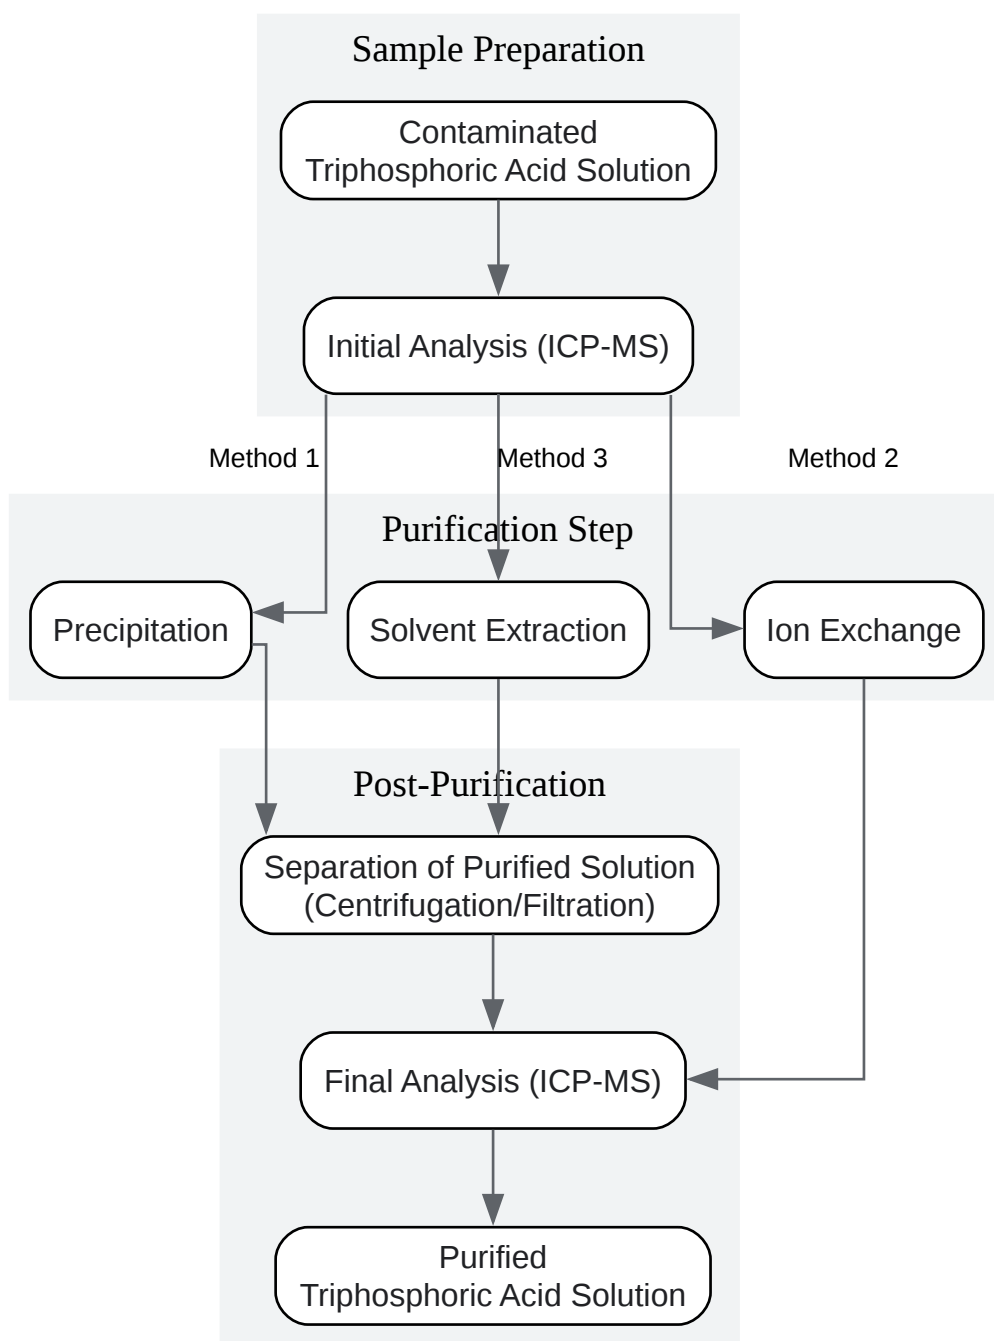 Sample Preparation
Contaminated
Triphosphoric Acid Solution
Initial Analysis (ICP-MS)
Method 1
Method 3
Method 2
Purification Step
Precipitation
Solvent Extraction
Ion Exchange
Post-Purification
Separation of Purified Solution
(Centrifugation/Filtration)
Final Analysis (ICP-MS)
Purified
Triphosphoric Acid Solution